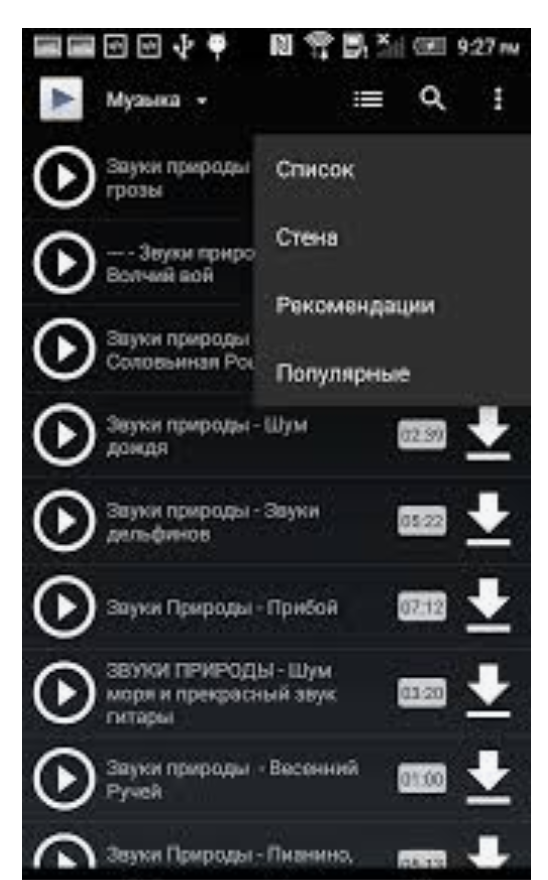 9:27 PM
Музыка
Список
Стена
Рекомендации
Популярные
Звуки природы
грозы
--- - Звуки приро
Волчий вой
Звуки природы
Соловьиная Рощ
Звуки природы - Шум
дождя
02:39
Звуки природы - Звуки
дельфинов
05:22
Звуки Природы - Прибой
07:12
ЗВУКИ ПРИРОДЫ - Шум
моря и прекрасный звук
гитары
03:20
Звуки природы - Весенний
Ручей
01:00
Звуки Природы - Пианино,